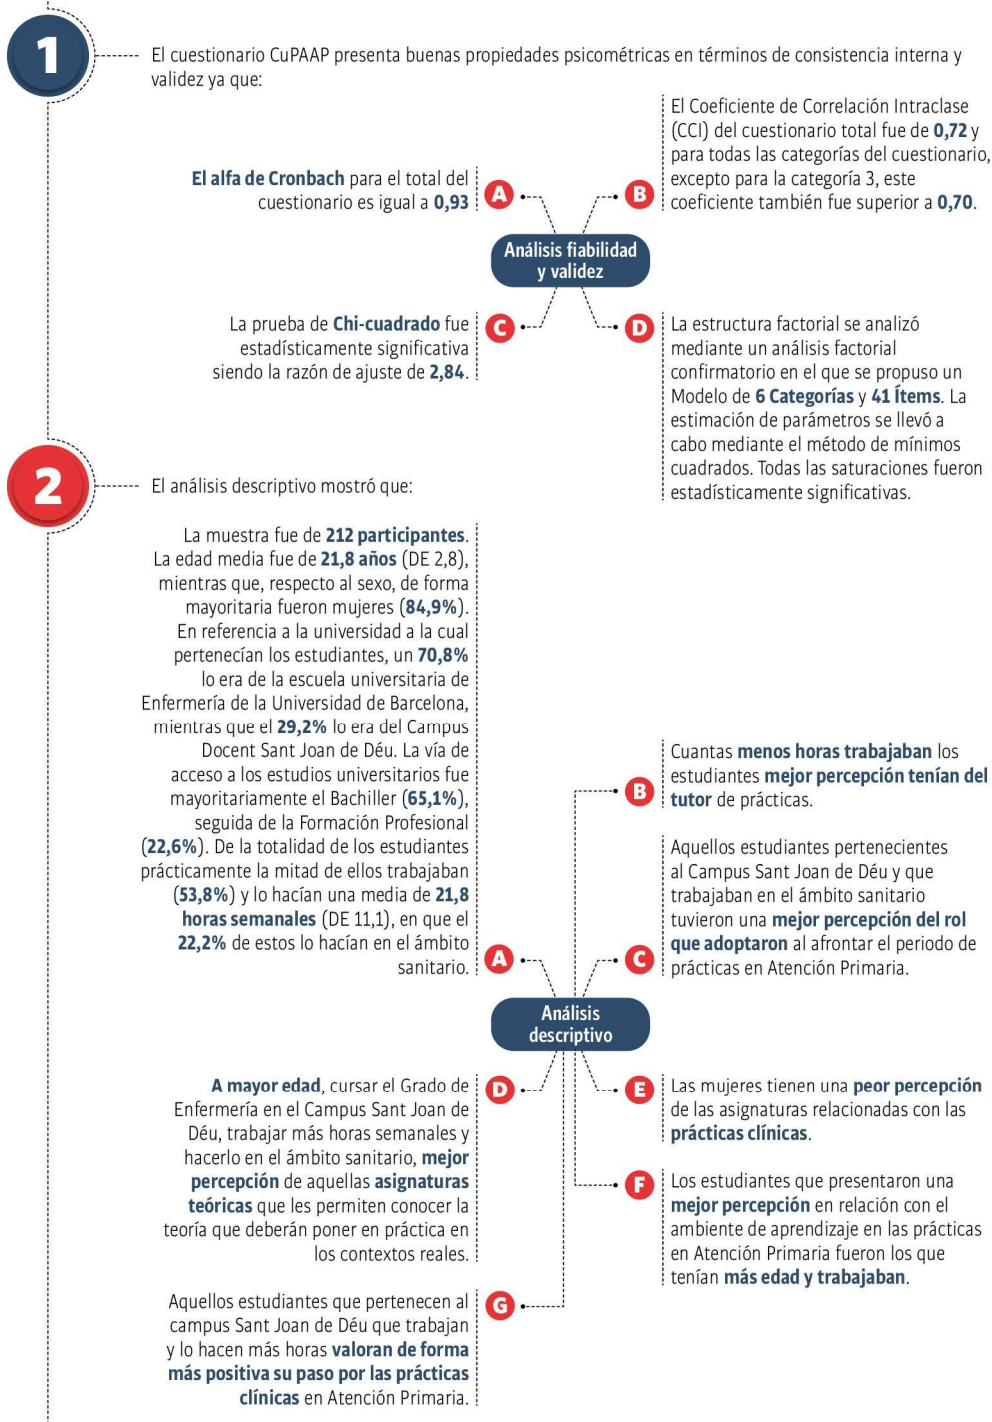 1
El cuestionario CuPAAP presenta buenas propiedades psicométricas en términos de consistencia interna y
validez ya que:
El alfa de Cronbach para el total del
cuestionario es igual a 0,93
A
B
El Coeficiente de Correlación Intraclase
(CCI) del cuestionario total fue de 0,72 y
para todas las categorías del cuestionario,
excepto para la categoría 3, este
coeficiente también fue superior a 0,70.
Análisis fiabilidad
y validez
La prueba de Chi-cuadrado fue
estadísticamente significativa
siendo la razón de ajuste de 2,84.
C
D
La estructura factorial se analizó
mediante un análisis factorial
confirmatorio en el que se propuso un
Modelo de 6 Categorías y 41 Ítems. La
estimación de parámetros se llevó a
cabo mediante el método de mínimos
cuadrados. Todas las saturaciones fueron
estadísticamente significativas.
2
El análisis descriptivo mostró que:
La muestra fue de 212 participantes.
La edad media fue de 21,8 años (DE 2,8),
mientras que, respecto al sexo, de forma
mayoritaria fueron mujeres (84,9%).
En referencia a la universidad a la cual
pertenecían los estudiantes, un 70,8%
lo era de la escuela universitaria de
Enfermería de la Universidad de Barcelona,
mientras que el 29,2% lo era del Campus
Docent Sant Joan de Déu. La vía de
acceso a los estudios universitarios fue
mayoritariamente el Bachiller (65,1%),
seguida de la Formación Profesional
(22,6%). De la totalidad de los estudiantes
prácticamente la mitad de ellos trabajaban
(53,8%) y lo hacían una media de 21,8
horas semanales (DE 11,1), en que el
22,2% de estos lo hacían en el ámbito
sanitario.
A
B
Cuantas menos horas trabajaban los
estudiantes mejor percepción tenían del
tutor de prácticas.
C
Aquellos estudiantes pertenecientes
al Campus Sant Joan de Déu y que
trabajaban en el ámbito sanitario
tuvieron una mejor percepción del rol
que adoptaron al afrontar el periodo de
prácticas en Atención Primaria.
Análisis
descriptivo
A mayor edad, cursar el Grado de
Enfermería en el Campus Sant Joan de
Déu, trabajar más horas semanales y
hacerlo en el ámbito sanitario, mejor
percepción de aquellas asignaturas
teóricas que les permiten conocer la
teoría que deberán poner en práctica en
los contextos reales.
D
E
Las mujeres tienen una peor percepción
de las asignaturas relacionadas con las
prácticas clínicas.
F
Los estudiantes que presentaron una
mejor percepción en relación con el
ambiente de aprendizaje en las prácticas
en Atención Primaria fueron los que
tenían más edad y trabajaban.
Aquellos estudiantes que pertenecen al
campus Sant Joan de Déu que trabajan
y lo hacen más horas valoran de forma
más positiva su paso por las prácticas
clínicas en Atención Primaria.
G